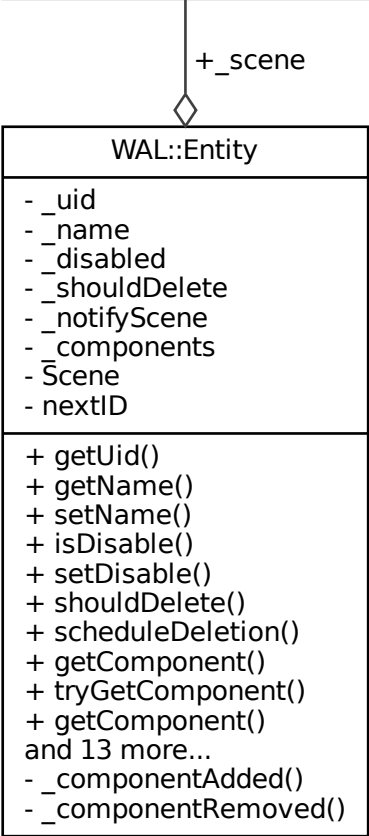 +_scene
WAL::Entity
- _uid
- _name
- _disabled
- _shouldDelete
- _notifyScene
- _components
- Scene
- nextID
+ getUid()
+ getName()
+ setName()
+ isDisable()
+ setDisable()
+ shouldDelete()
+ scheduleDeletion()
+ getComponent()
+ tryGetComponent()
+ getComponent()
and 13 more...
- _componentAdded()
- _componentRemoved()